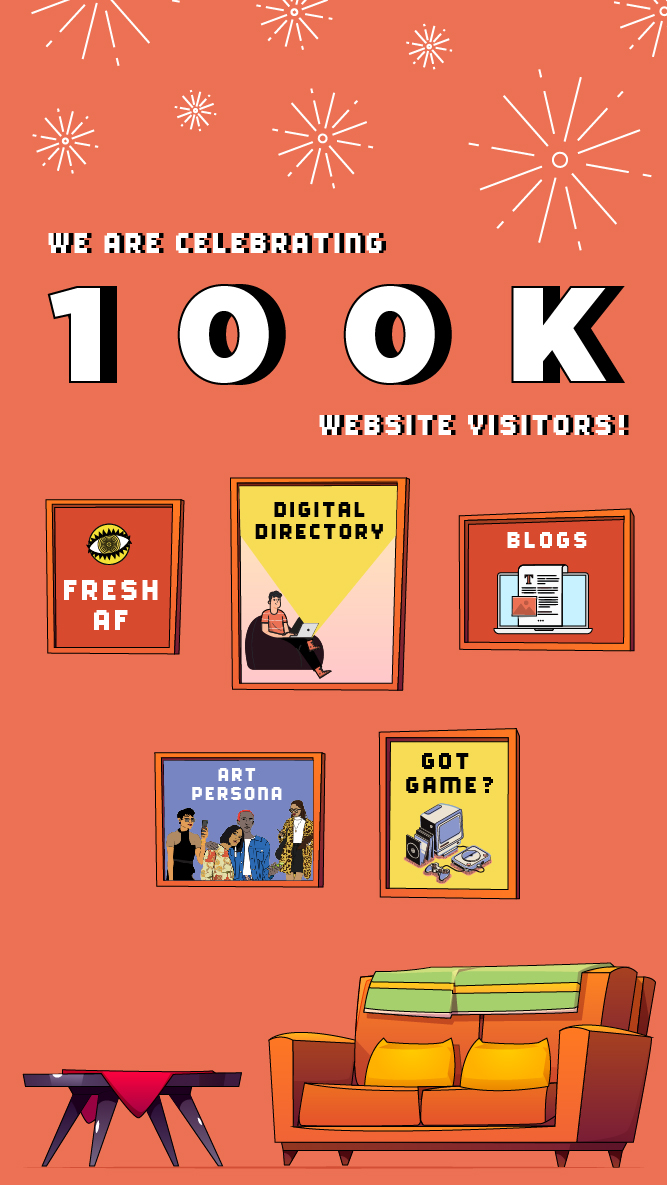 WE ARE CELEBRATING
100K
WEBSITE VISITORS!
FRESH
AF
DIGITAL
DIRECTORY
BLOGS
T
ART
PERSONA
GOT
GAME?